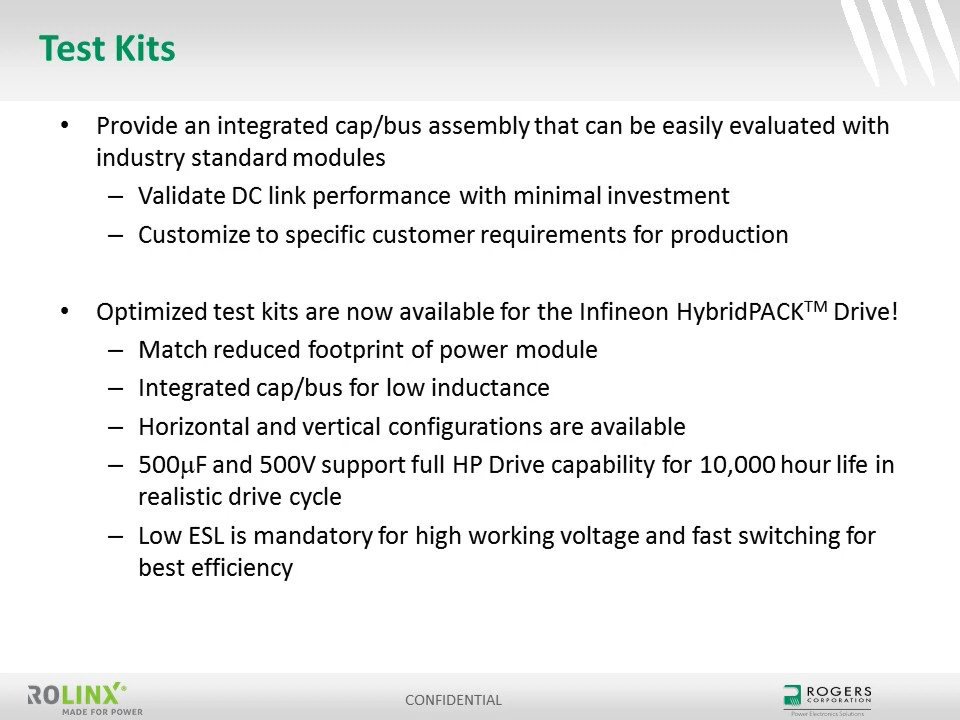 Test Kits
• Provide an integrated cap/bus assembly that can be easily evaluated with
industry standard modules
– Validate DC link performance with minimal investment
– Customize to specific customer requirements for production
• Optimized test kits are now available for the Infineon HybridPACK™ Drive!
– Match reduced footprint of power module
– Integrated cap/bus for low inductance
– Horizontal and vertical configurations are available
– 500μF and 500V support full HP Drive capability for 10,000 hour life in
realistic drive cycle
– Low ESL is mandatory for high working voltage and fast switching for
best efficiency
ROLINX®
MADE FOR POWER
CONFIDENTIAL
ROGERS
CORPORATION
Power Electronics Solutions